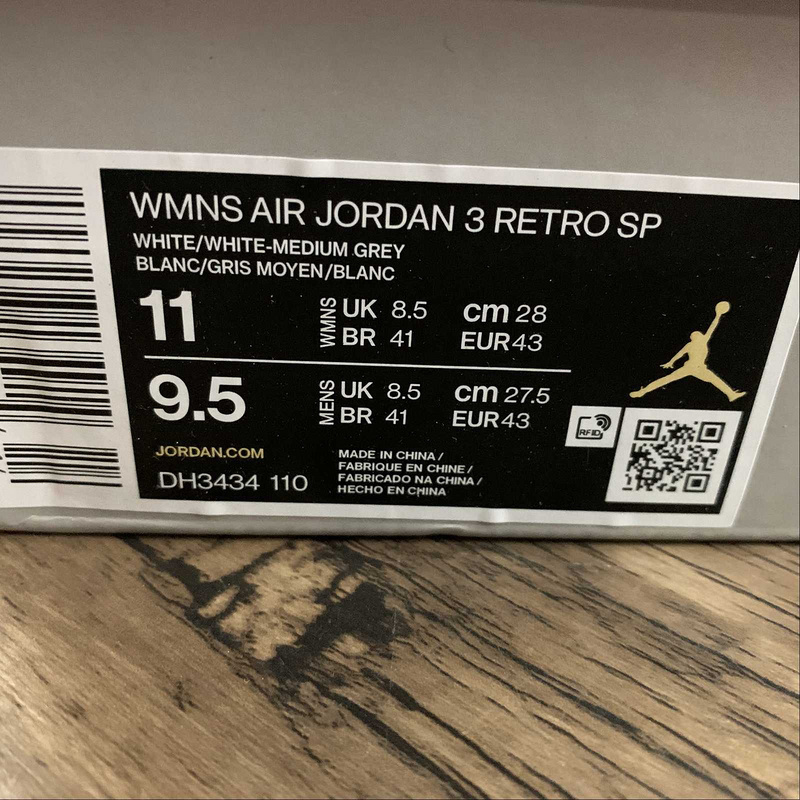 WMNS AIR JORDAN 3 RETRO SP
WHITE/WHITE-MEDIUM GREY
BLANC/GRIS MOYEN/BLANC
11 WMNS UK 8.5 cm 28
BR 41 EUR 43
9.5 MENS UK 8.5 cm 27.5
BR 41 EUR 43
RFID
JORDAN.COM
DH3434 110
MADE IN CHINA /
FABRIQUE EN CHINE /
FABRICADO NA CHINA /
HECHO EN CHINA